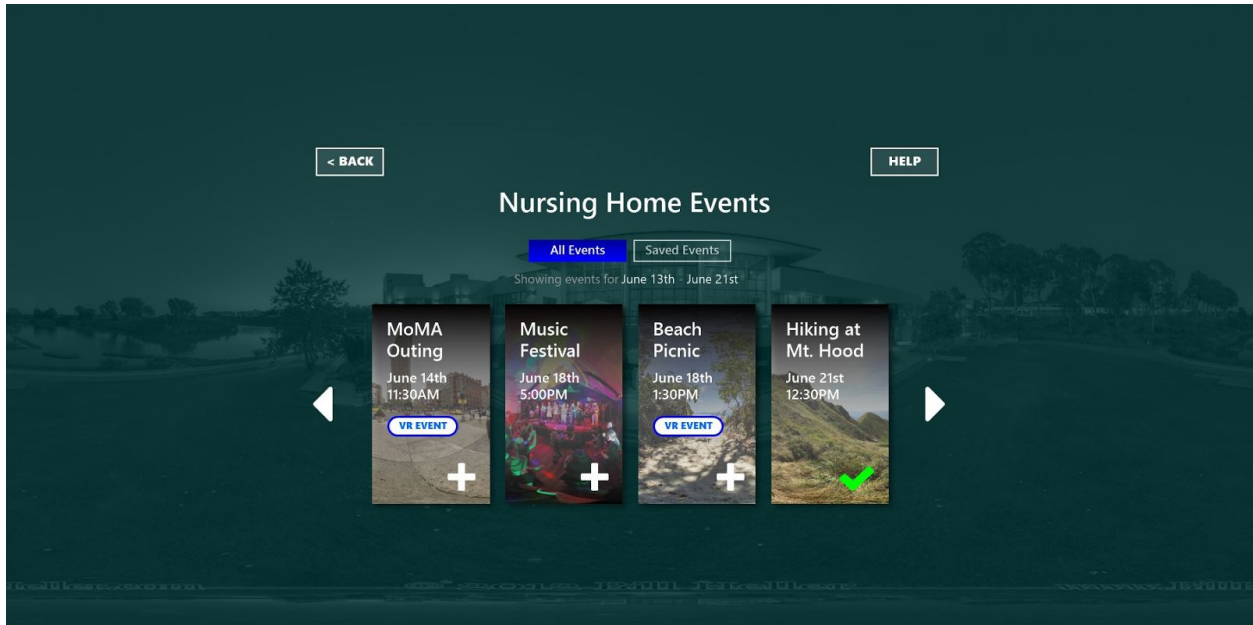 < BACK
HELP
Nursing Home Events
All Events
Saved Events
Showing events for June 13th - June 21st
MoMA
Outing
June 14th
11:30AM
VR EVENT
Music
Festival
June 18th
5:00PM
Beach
Picnic
June 18th
1:30PM
VR EVENT
Hiking at
Mt. Hood
June 21st
12:30PM